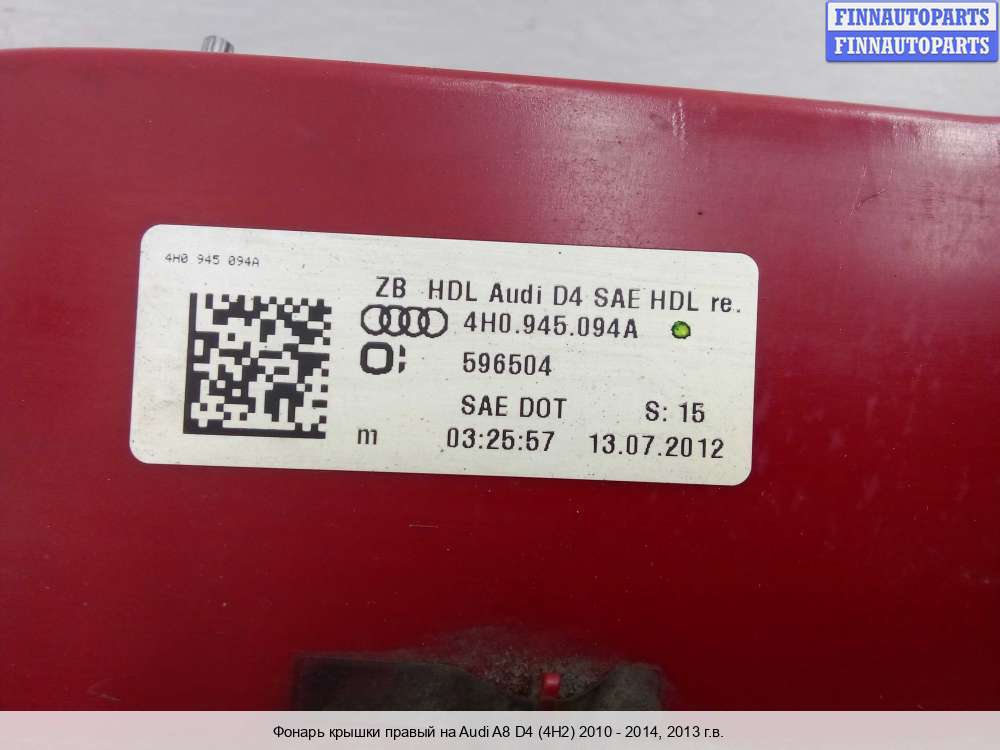 FINNAUTOPARTS
FINNAUTOPARTS
4H0 945 094A
ZB HDL Audi D4 SAE HDL re.
4H0.945.094A
596504
SAE DOT S: 15
m 03:25:57 13.07.2012
Фонарь крышки правый на Audi A8 D4 (4H2) 2010 - 2014, 2013 г.в.